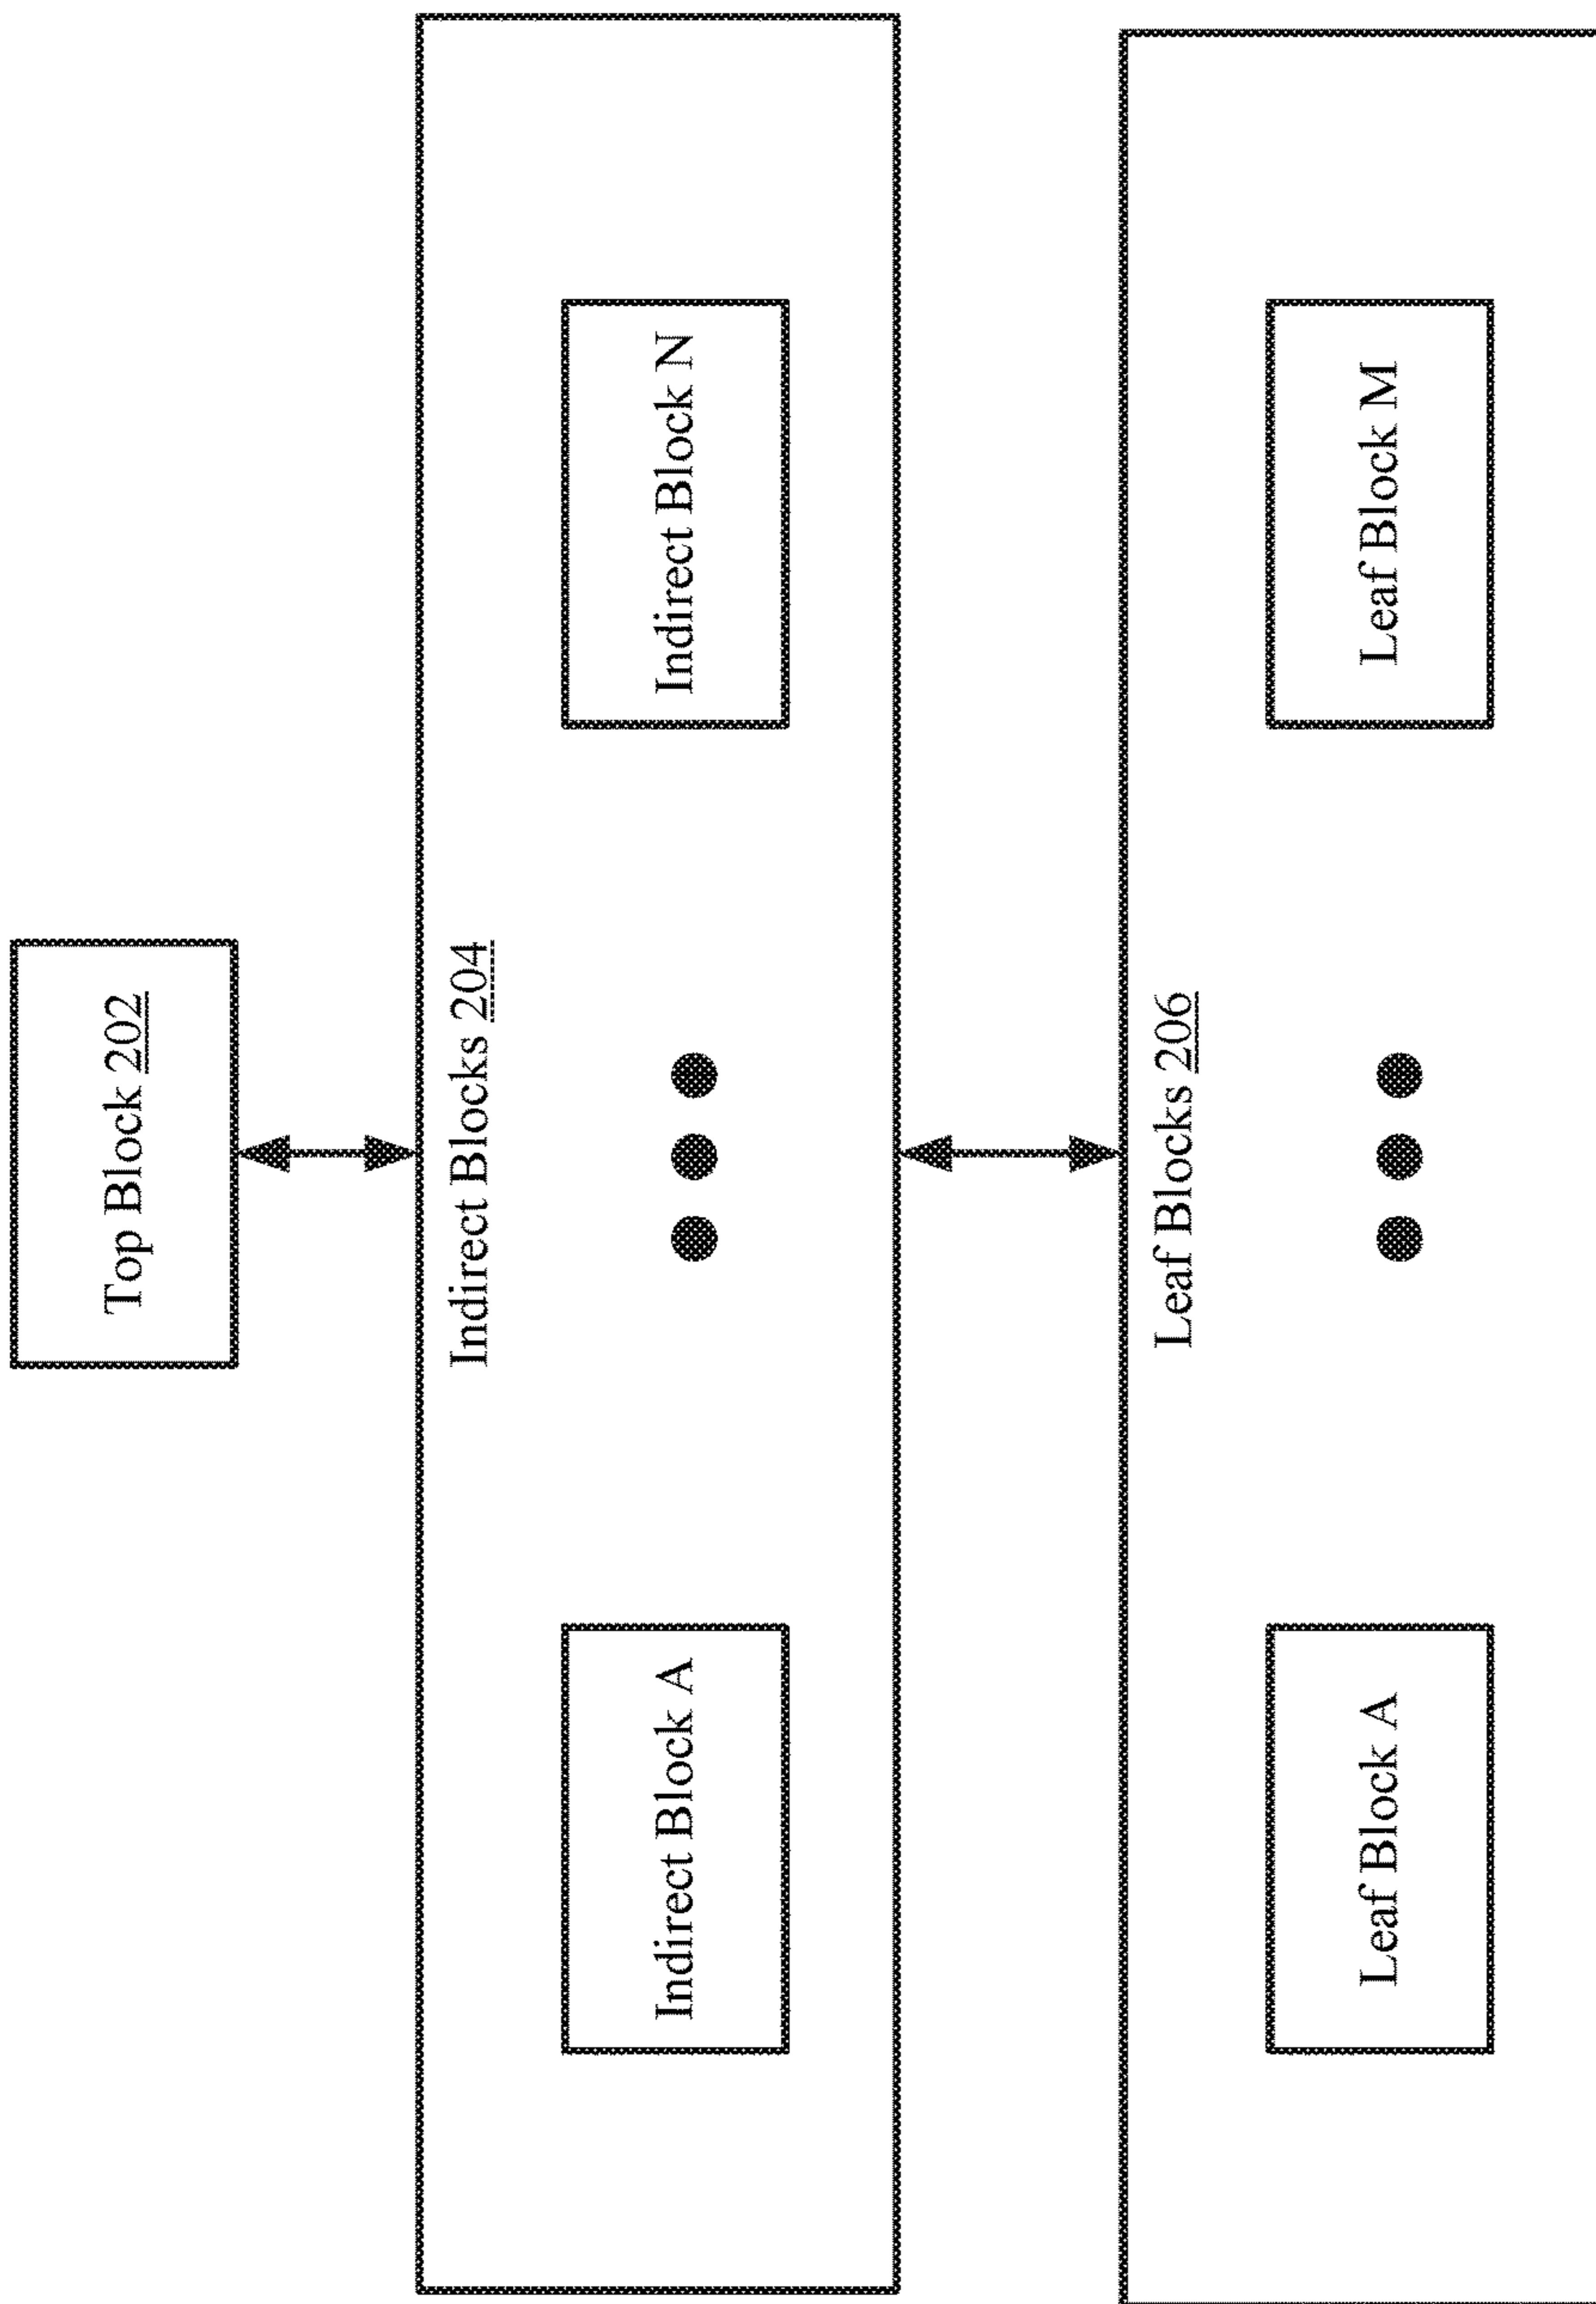 Top Block 202
Indirect Blocks 204
Indirect Block A
Indirect Block N
Leaf Blocks 206
Leaf Block A
Leaf Block M